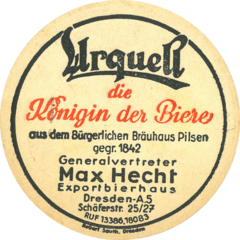 Urquell
die
Königin der Biere
aus dem Bürgerlichen Bräuhaus Pilsen
gegr. 1842
Generalvertreter
Max Hecht
Exportbierhaus
Dresden-A.5
Schäferstr. 25/27
RUF 13386,18083
Dresden